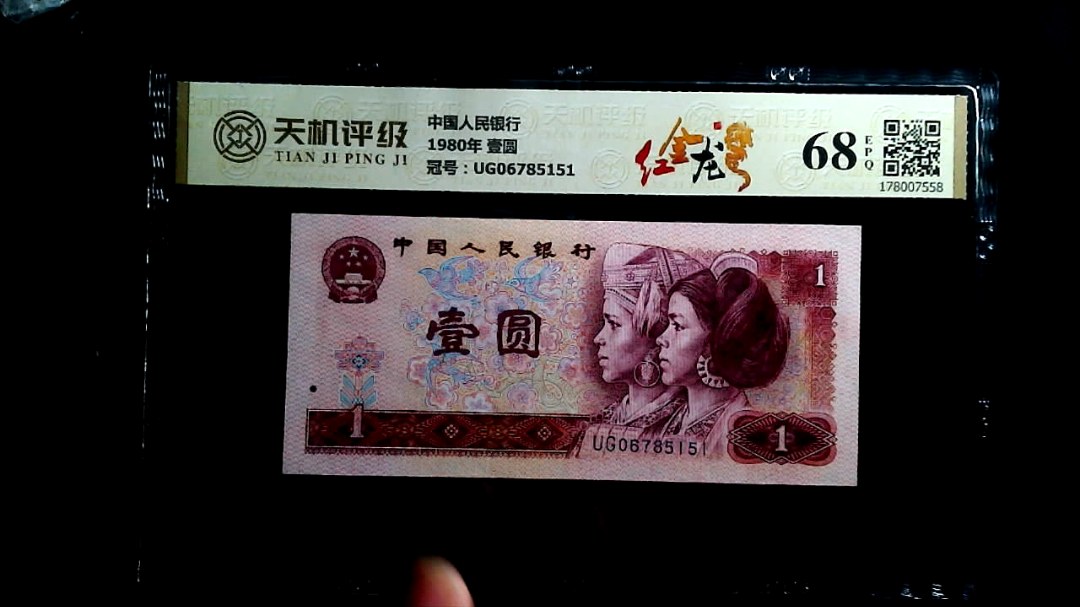 天机评级
TIAN JI PING JI
中国人民银行
1980年 壹圆
冠号：UG06785151
红金龙
68
EPQ
178007558
中国人民银行
壹圆
1
1
1
UG06785151